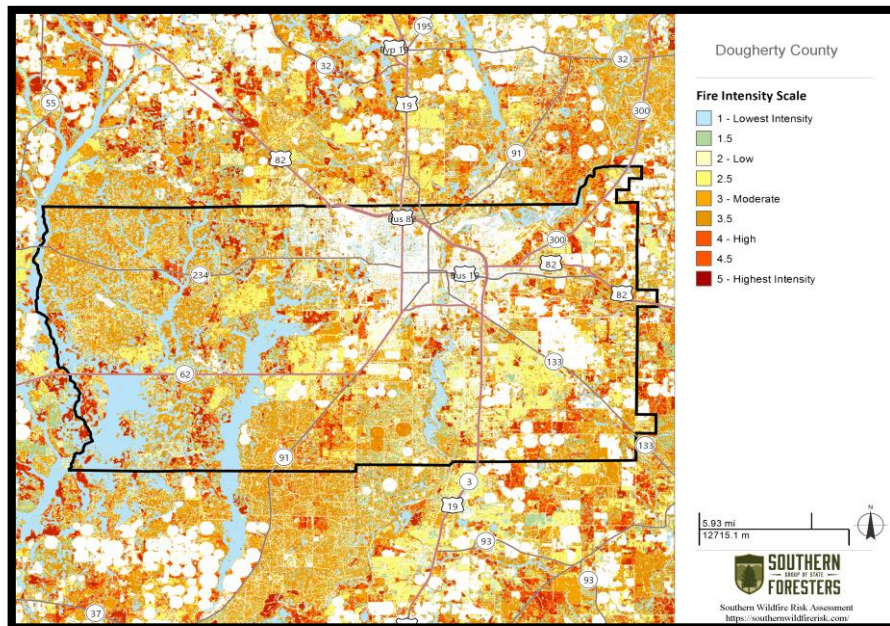 195
Byp 19
32
32
55
19
300
91
82
Bus 82
300
234
82
Bus 19
82
133
62
91
133
3
19
93
93
37
Dougherty County
Fire Intensity Scale
1 - Lowest Intensity
1.5
2 - Low
2.5
3 - Moderate
3.5
4 - High
4.5
5 - Highest Intensity
N
5.93 mi
12715.1 m
SOUTHERN
GROUP OF STATE
FORESTERS
Southern Wildfire Risk Assessment
https://southernwildfirerisk.com/